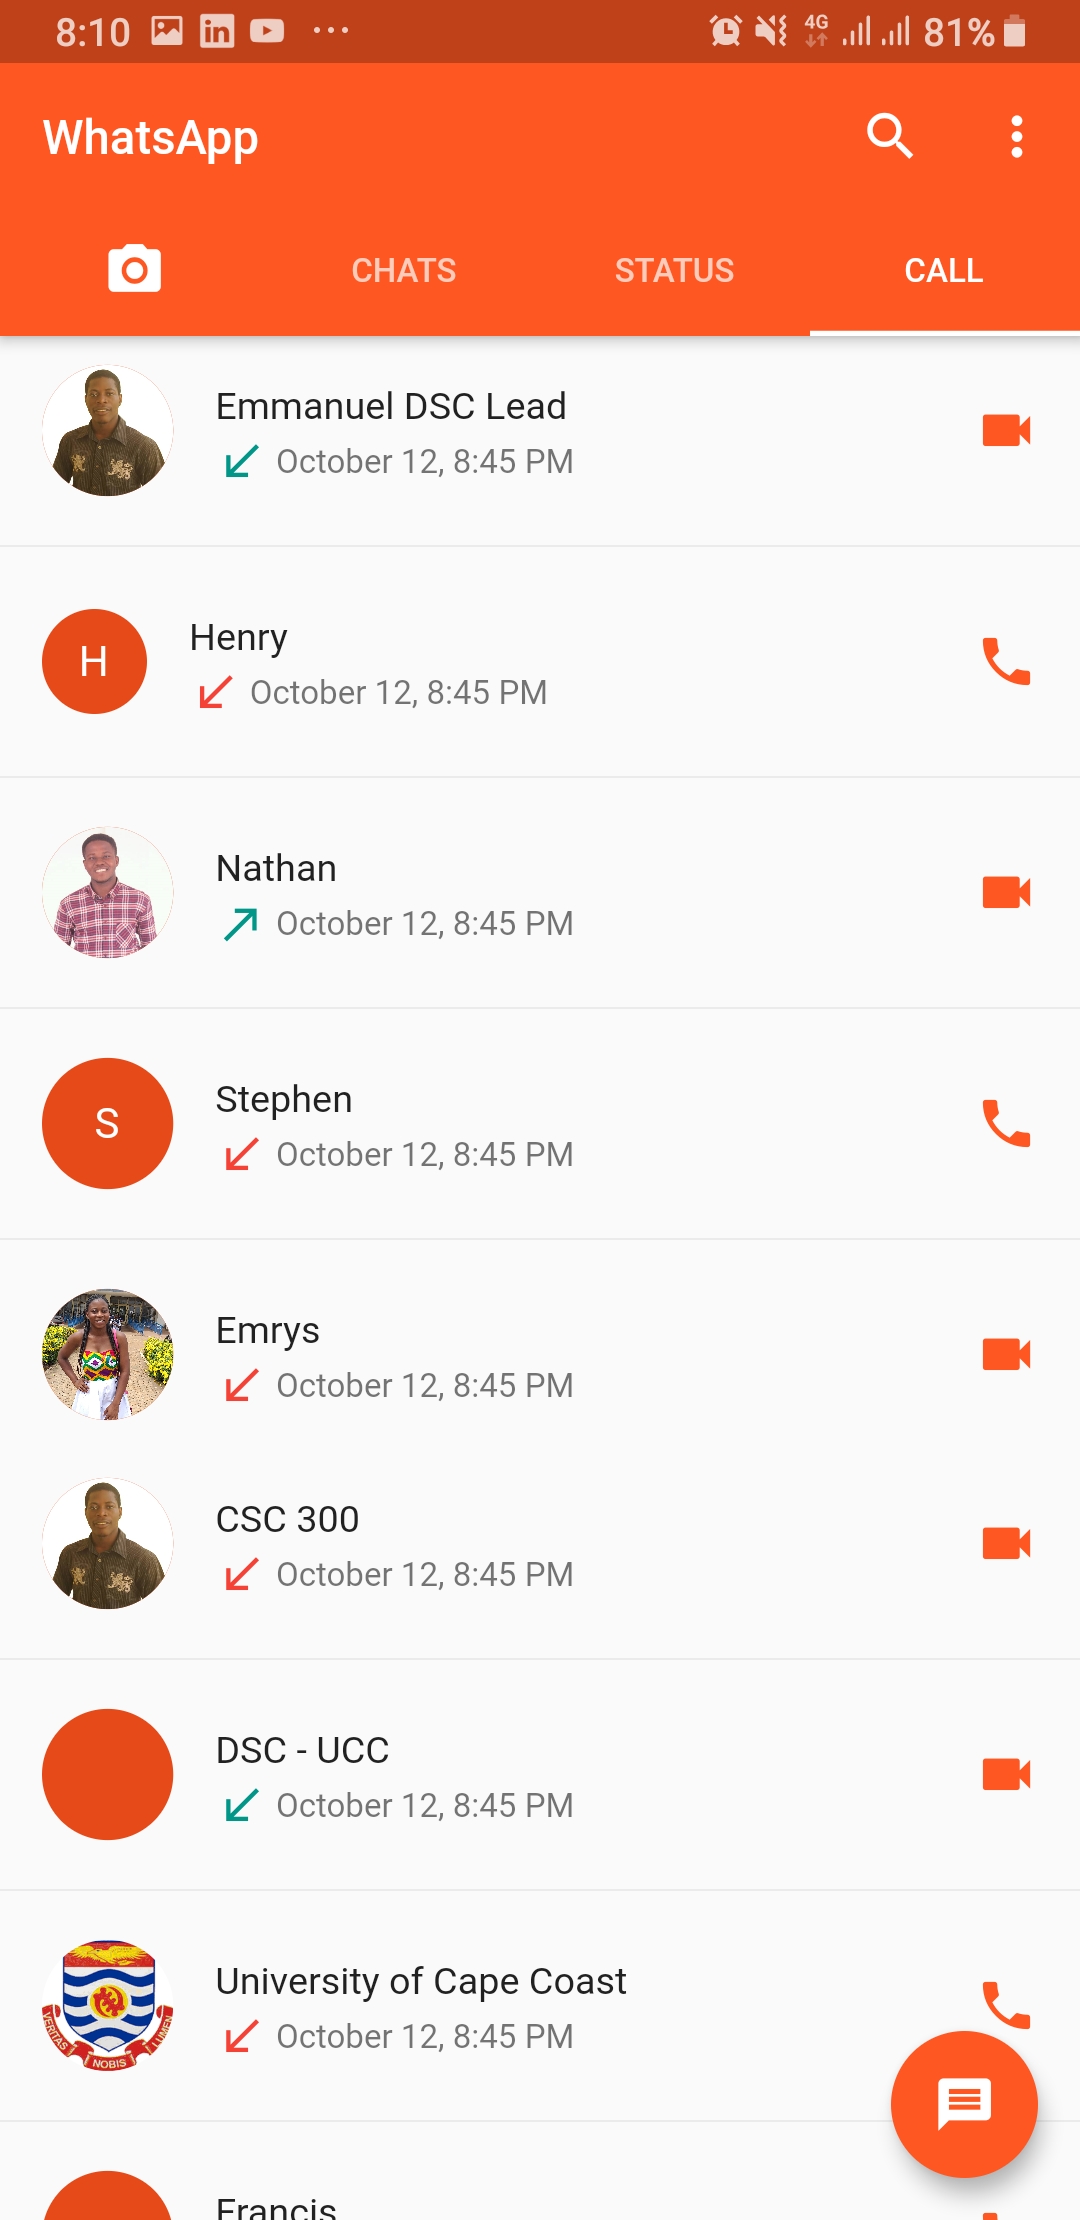 8:10
4G
81%
WhatsApp
CHATS
STATUS
CALL
Emmanuel DSC Lead
October 12, 8:45 PM
H
Henry
October 12, 8:45 PM
Nathan
October 12, 8:45 PM
S
Stephen
October 12, 8:45 PM
Emrys
October 12, 8:45 PM
CSC 300
October 12, 8:45 PM
DSC - UCC
October 12, 8:45 PM
University of Cape Coast
VERITAS NOBIS LUMEN
October 12, 8:45 PM
Francis